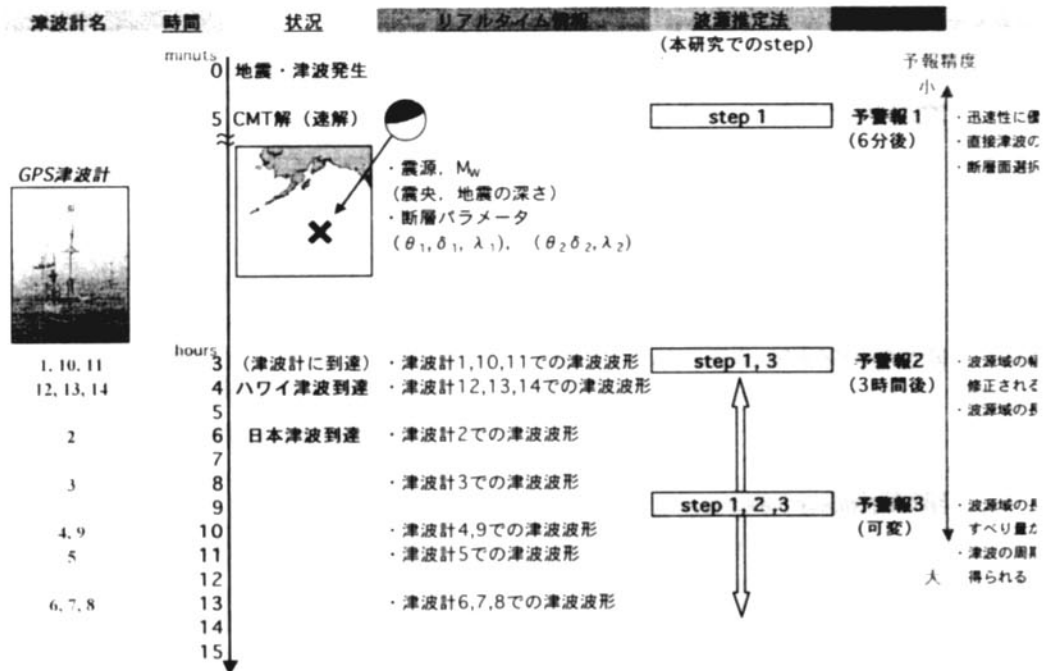 津波計名 時間 状況 リアルタイム情報 波源推定法
(本研究でのstep)
minuts
0 地震・津波発生
予報精度
小
5 CMT解（速解） step 1 予警報1 ・迅速性に
(6分後) ・直接津波の
・断層面選択
GPS津波計
・震源, Mw
(震央, 地震の深さ)
・断層パラメータ
(θ1,δ1, λ1), (θ2δ2,λ2)
hours
1, 10, 11 3 (津波計に到達) ・津波計1,10,11での津波波形 step 1, 3 予警報2 ・波源域の
12, 13, 14 4 ハワイ津波到達 ・津波計12,13,14での津波波形 (3時間後) 修正される
5 ・波源域の
2 6 日本津波到達 ・津波計2での津波波形
7
3 8 ・津波計3での津波波形
9 step 1, 2 ,3 予警報3 ・波源域の
4, 9 10 ・津波計4,9での津波波形 (可変) すべり量
5 11 ・津波計5での津波波形 ・津波の周
12 大 得られる
6, 7, 8 13 ・津波計6,7,8での津波波形
14
15